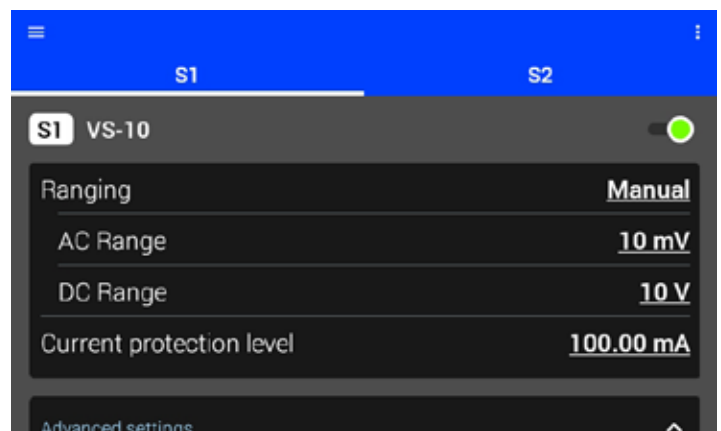 S1 S2
S1 VS-10
Ranging Manual
AC Range 10 mV
DC Range 10 V
Current protection level 100.00 mA
Advanced settings